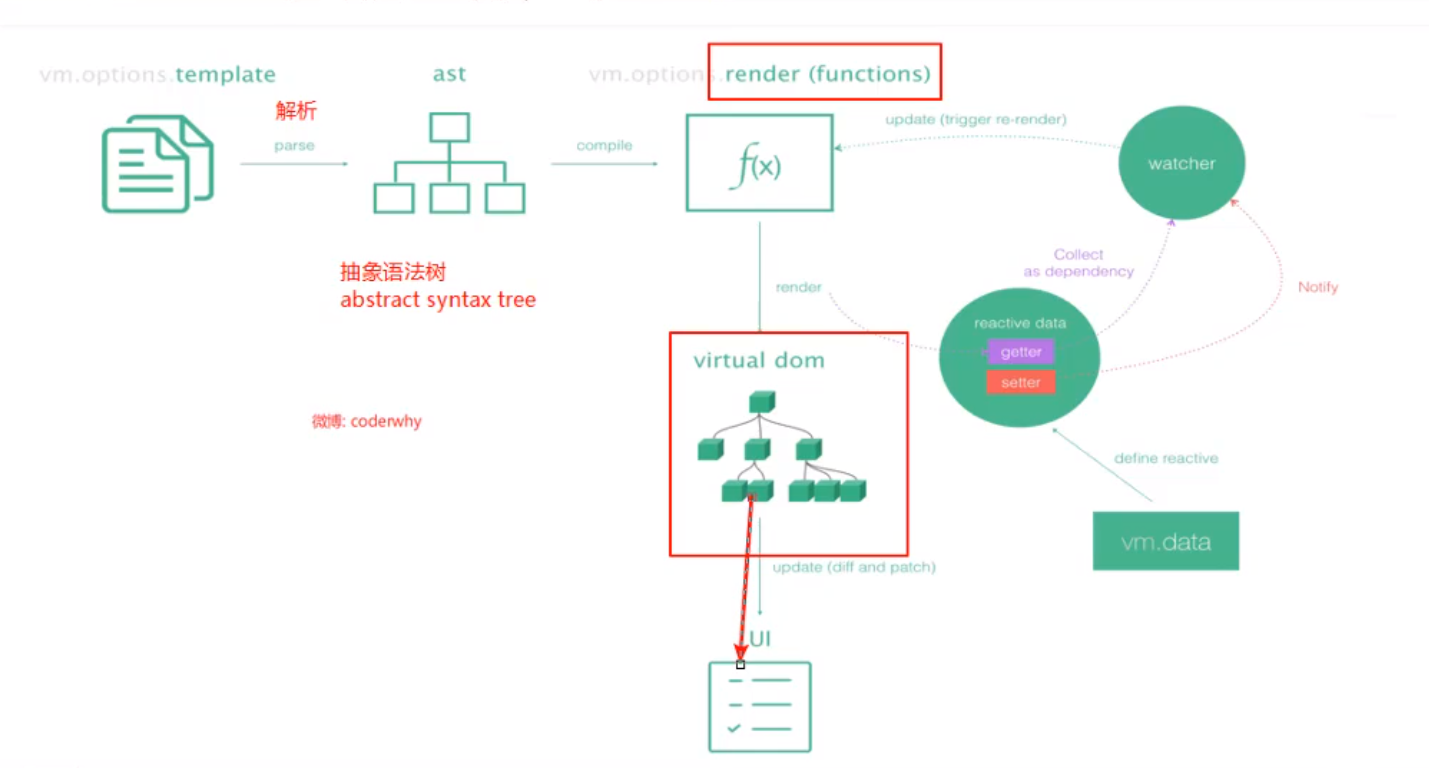 vm.options.template
ast
vm.options.render (functions)
解析
parse
compile
f(x)
update (trigger re-render)
watcher
抽象语法树
abstract syntax tree
Collect
as dependency
render
Notify
reactive data
getter
setter
virtual dom
微博: coderwhy
define reactive
vm.data
update (diff and patch)
UI